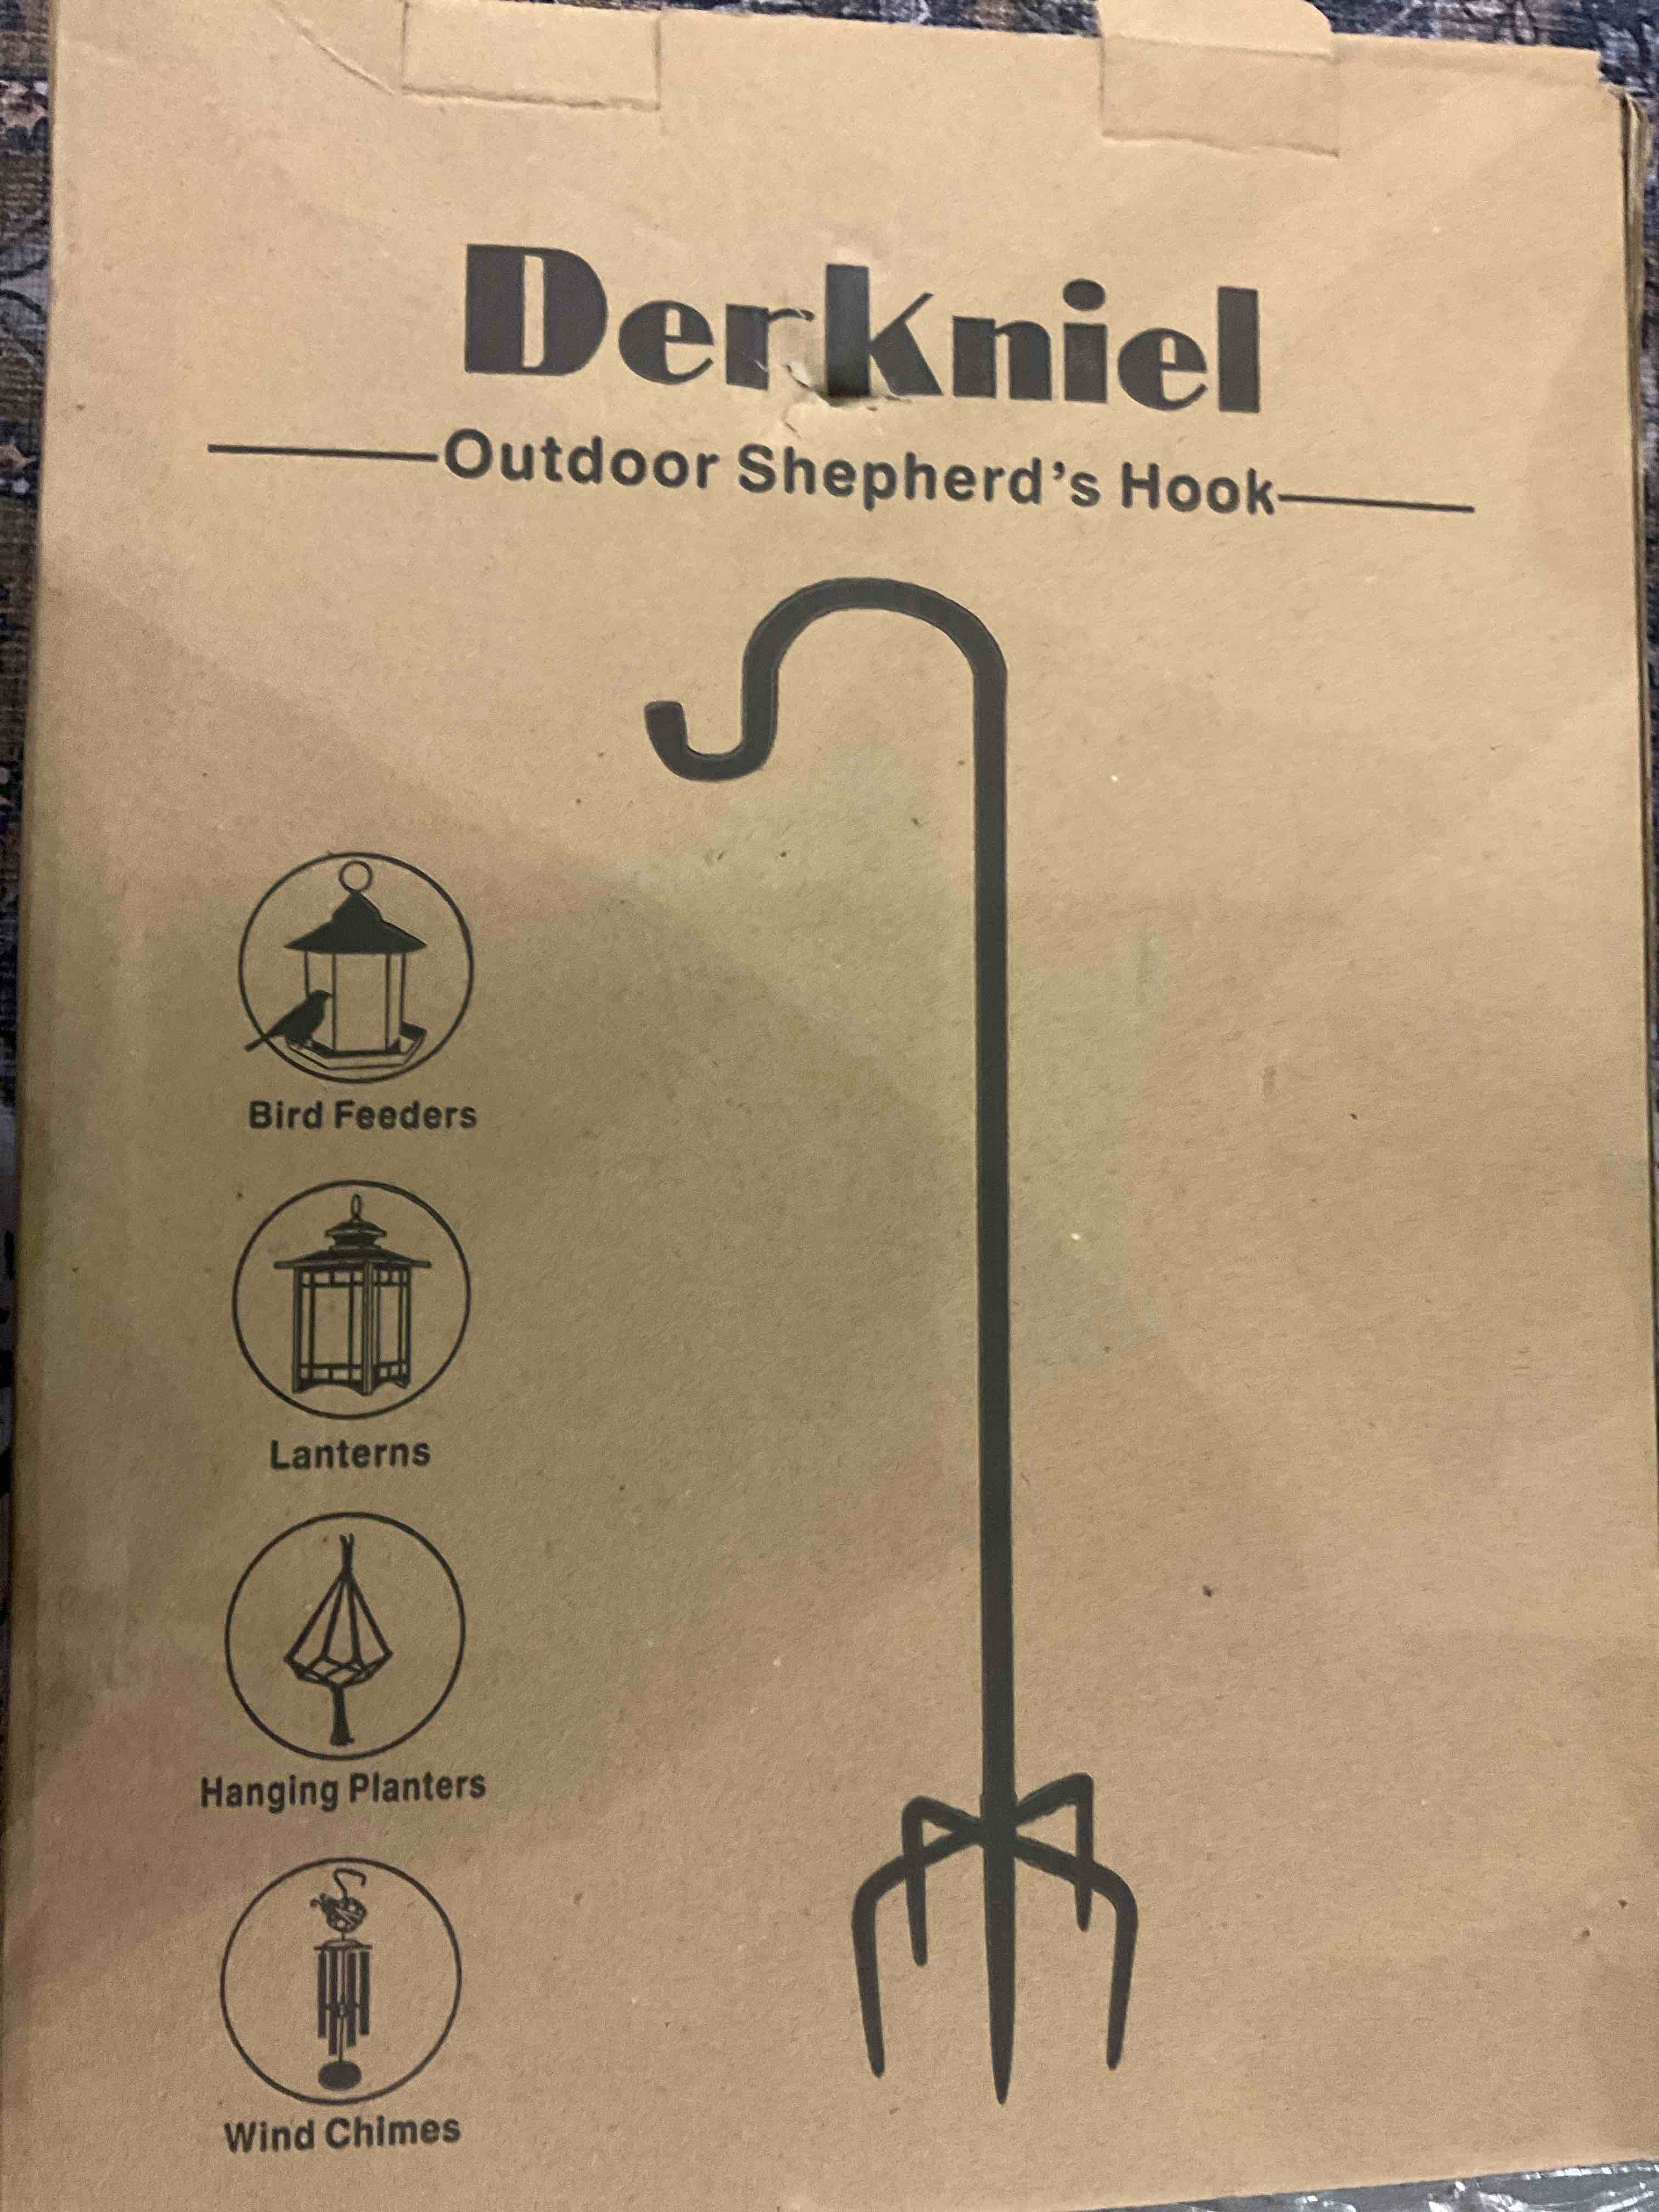 Derkniel
Outdoor Shepherd's Hook
Bird Feeders
Lanterns
Hanging Planters
Wind Chimes